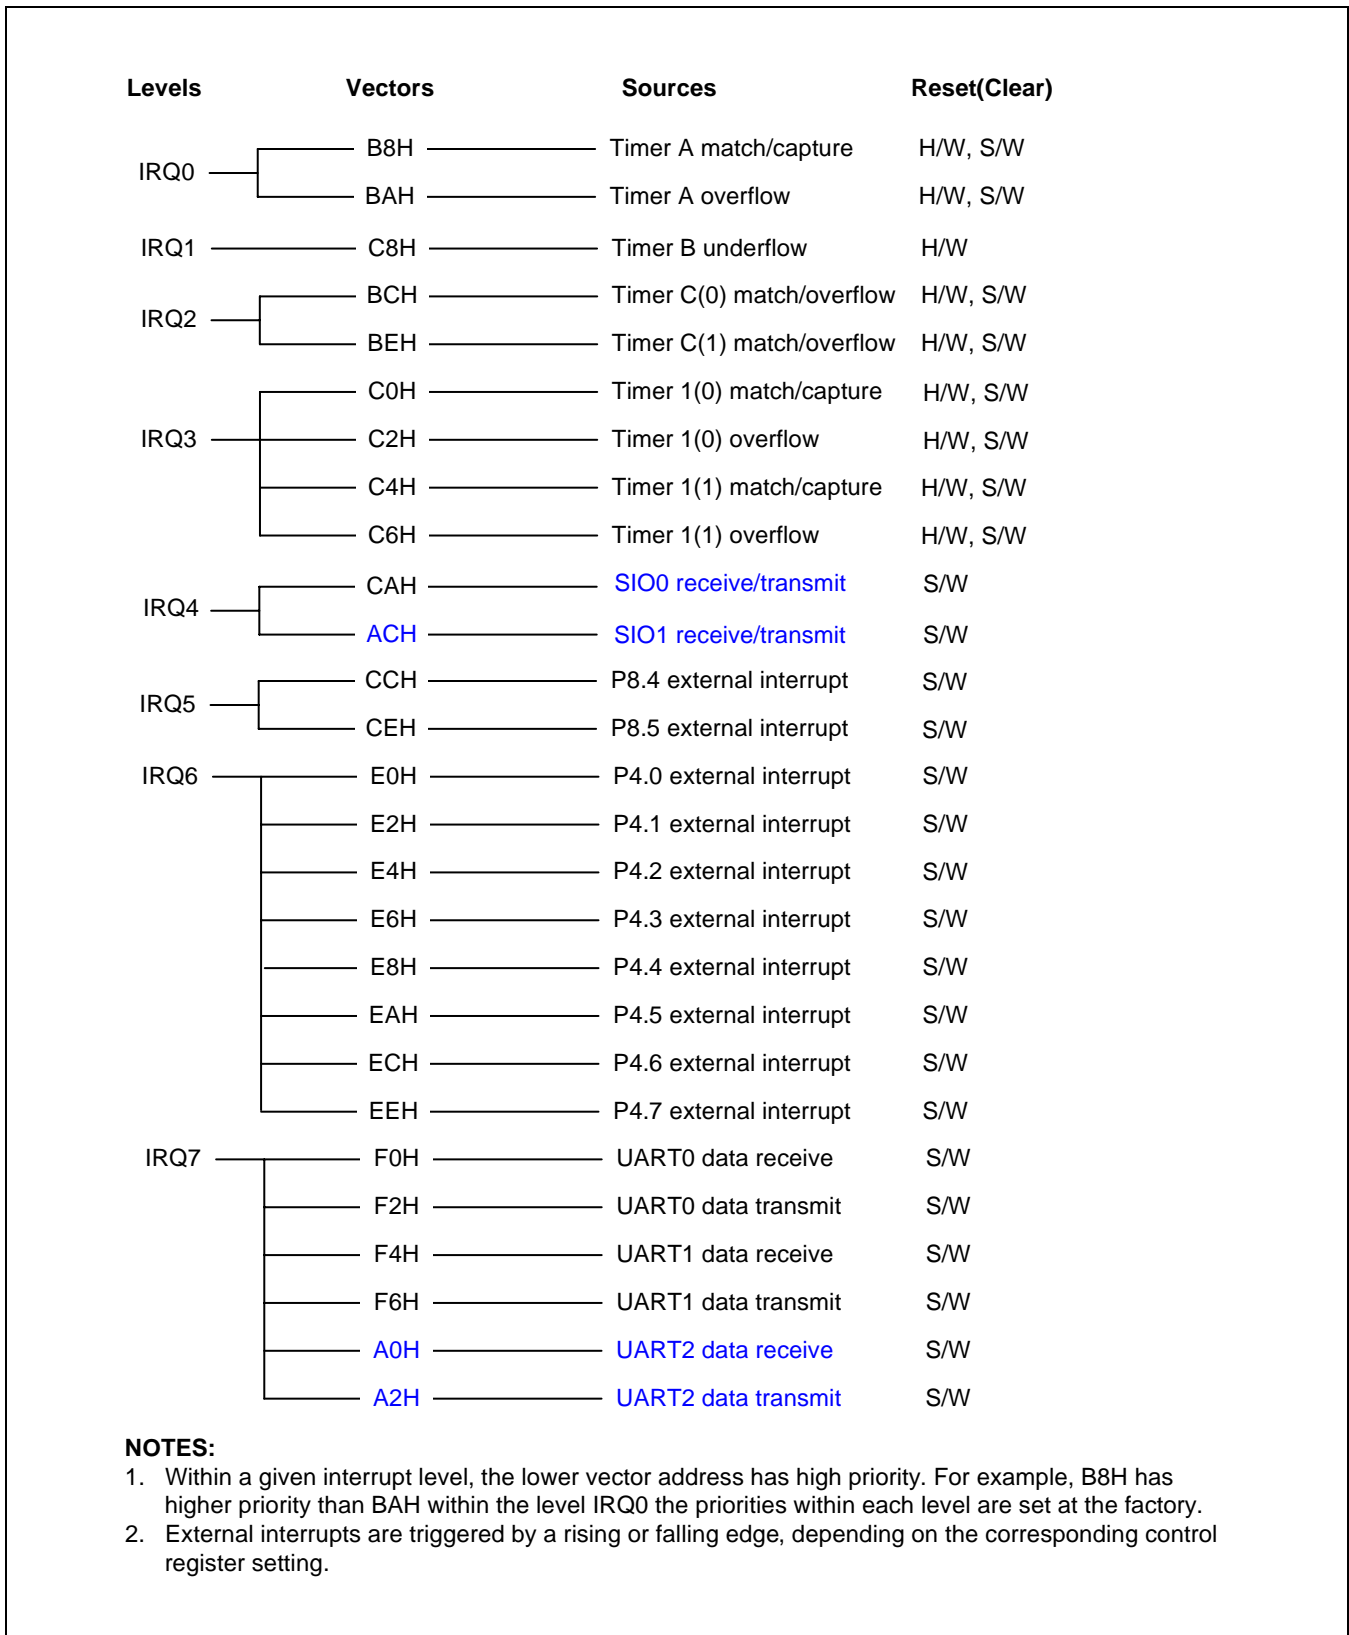 Levels Vectors Sources Reset(Clear)
B8H Timer A match/capture H/W, S/W
IRQ0
BAH Timer A overflow H/W, S/W
IRQ1 C8H Timer B underflow H/W
BCH Timer C(0) match/overflow H/W, S/W
IRQ2
BEH Timer C(1) match/overflow H/W, S/W
C0H Timer 1(0) match/capture H/W, S/W
IRQ3 C2H Timer 1(0) overflow H/W, S/W
C4H Timer 1(1) match/capture H/W, S/W
C6H Timer 1(1) overflow H/W, S/W
CAH SIO0 receive/transmit S/W
IRQ4
ACH SIO1 receive/transmit S/W
CCH P8.4 external interrupt S/W
IRQ5
CEH P8.5 external interrupt S/W
IRQ6 E0H P4.0 external interrupt S/W
E2H P4.1 external interrupt S/W
E4H P4.2 external interrupt S/W
E6H P4.3 external interrupt S/W
E8H P4.4 external interrupt S/W
EAH P4.5 external interrupt S/W
ECH P4.6 external interrupt S/W
EEH P4.7 external interrupt S/W
IRQ7 F0H UART0 data receive S/W
F2H UART0 data transmit S/W
F4H UART1 data receive S/W
F6H UART1 data transmit S/W
A0H UART2 data receive S/W
A2H UART2 data transmit S/W
NOTES:
1. Within a given interrupt level, the lower vector address has high priority. For example, B8H has
higher priority than BAH within the level IRQ0 the priorities within each level are set at the factory.
2. External interrupts are triggered by a rising or falling edge, depending on the corresponding control
register setting.